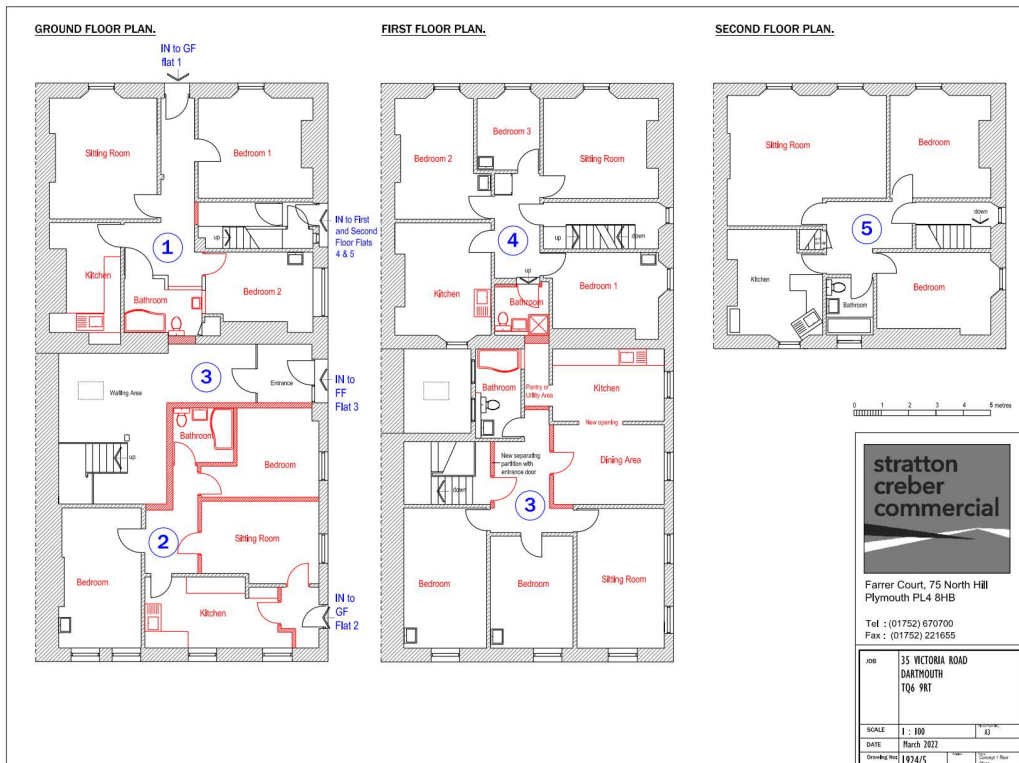 GROUND FLOOR PLAN.
IN to GF
flat 1
Sitting Room
Bedroom 1
IN to First
and Second
Floor Flats
4 & 5
up
1
Kitchen
Bathroom
Bedroom 2
3
Waiting Area
Entrance
IN to
FF
Flat 3
Bathroom
up
Bedroom
2
Sitting Room
Bedroom
Kitchen
IN to
GF
Flat 2
FIRST FLOOR PLAN.
Bedroom 2
Bedroom 3
Sitting Room
4
up
down
up
Kitchen
Bathroom
Bedroom 1
Bathroom
Pantry or
Utility Area
Kitchen
New opening
New separating
partition with
entrance door
Dining Area
down
3
Bedroom
Bedroom
Sitting Room
SECOND FLOOR PLAN.
Sitting Room
Bedroom
down
5
Kitchen
Bathroom
Bedroom
0 1 2 3 4 5 metres
stratton
creber
commercial
Farrer Court, 75 North Hill
Plymouth PL4 8HB
Tel : (01752) 670700
Fax : (01752) 221655
JOB
35 VICTORIA ROAD
DARTMOUTH
TQ6 9RT
SCALE
1 : 100
A3
DATE
March 2022
Drawing No:
1924/5
Concept 1 Floor